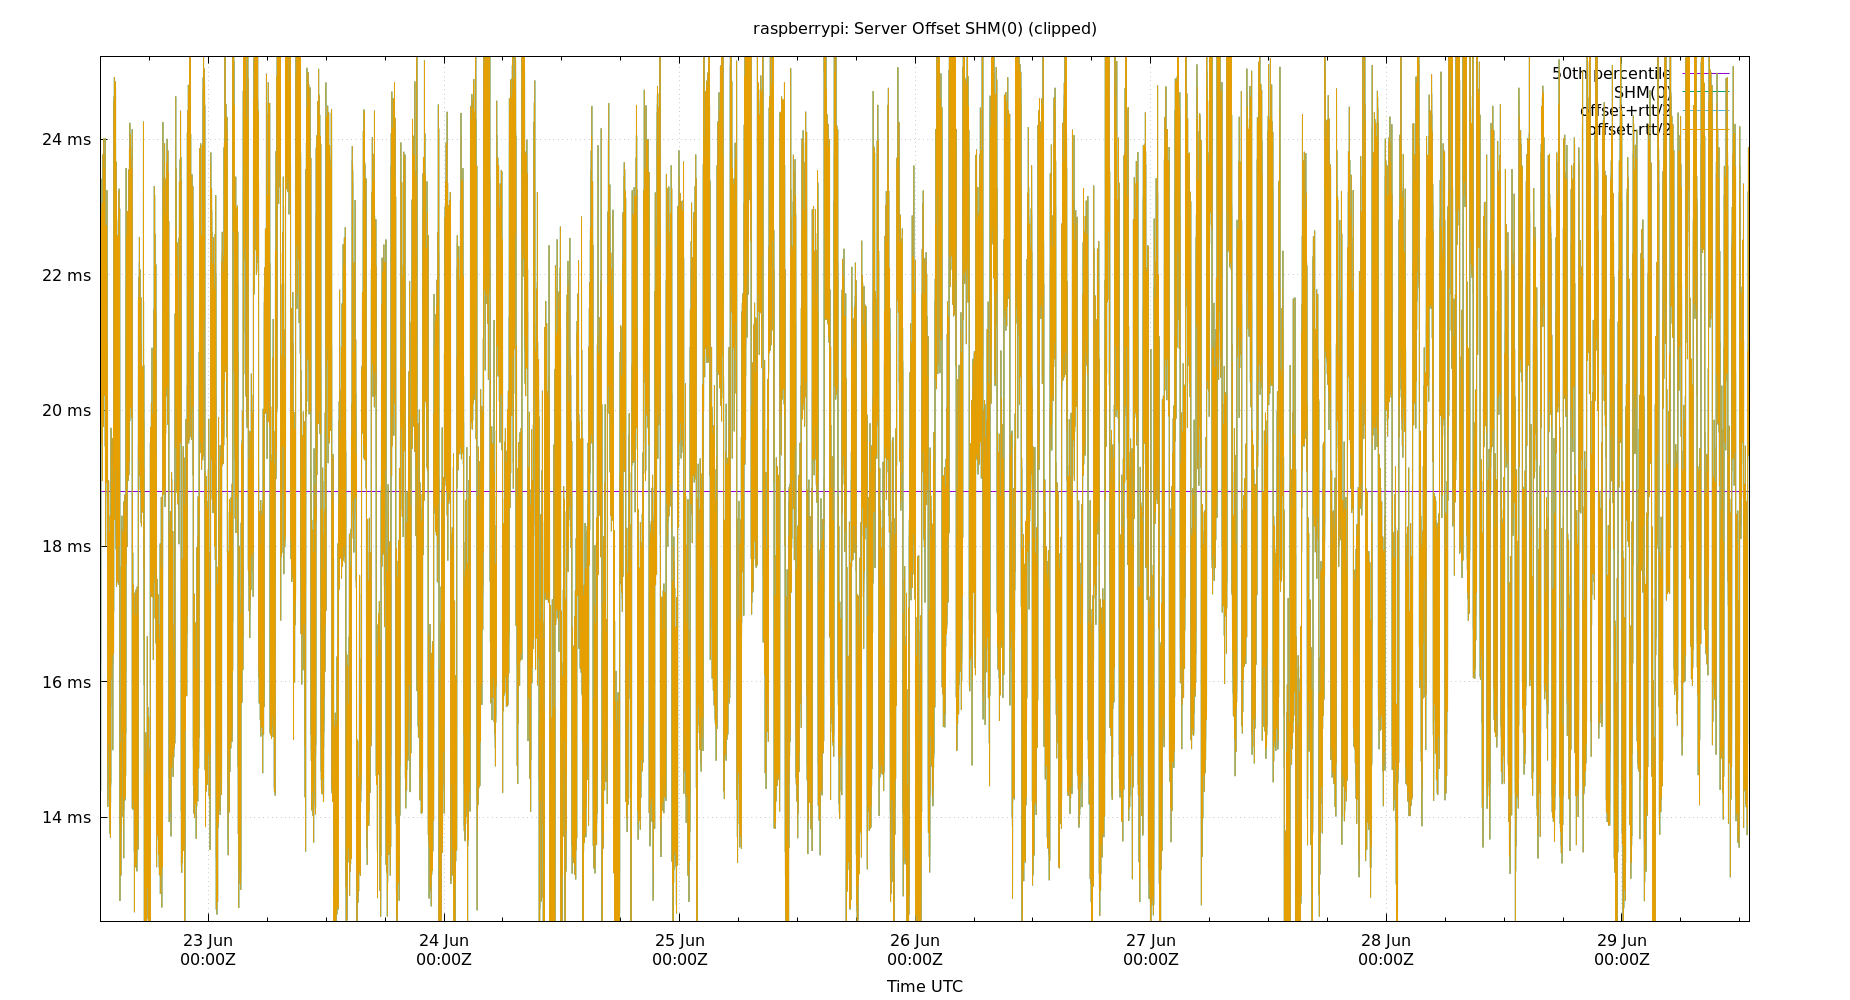 raspberrypi: Server Offset SHM(0) (clipped)
50th percentile
SHM(0)
offset+rtt/2
offset-rtt/2
24 ms
22 ms
20 ms
18 ms
16 ms
14 ms
23 Jun 00:00Z
24 Jun 00:00Z
25 Jun 00:00Z
26 Jun 00:00Z
27 Jun 00:00Z
28 Jun 00:00Z
29 Jun 00:00Z
Time UTC